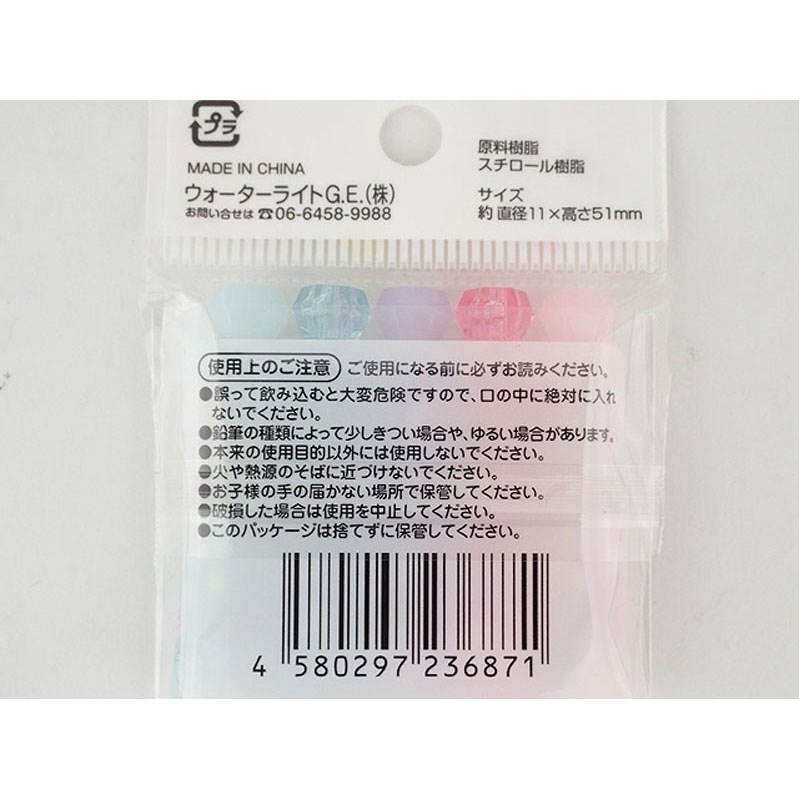 プラ
MADE IN CHINA
ウォーターライトG.E.(株)
お問い合せは ☎06-6458-9988
原料樹脂
スチロール樹脂
サイズ
約 直径11×高さ51mm
使用上のご注意 ご使用になる前に必ずお読みください。
●誤って飲み込むと大変危険ですので、口の中に絶対に入れ
ないでください。
●鉛筆の種類によって少しきつい場合や、ゆるい場合があります。
●本来の使用目的以外には使用しないでください。
●火や熱源のそばに近づけないでください。
●お子様の手の届かない場所で保管してください。
●破損した場合は使用を中止してください。
●このパッケージは捨てずに保管してください。
4 580297 236871